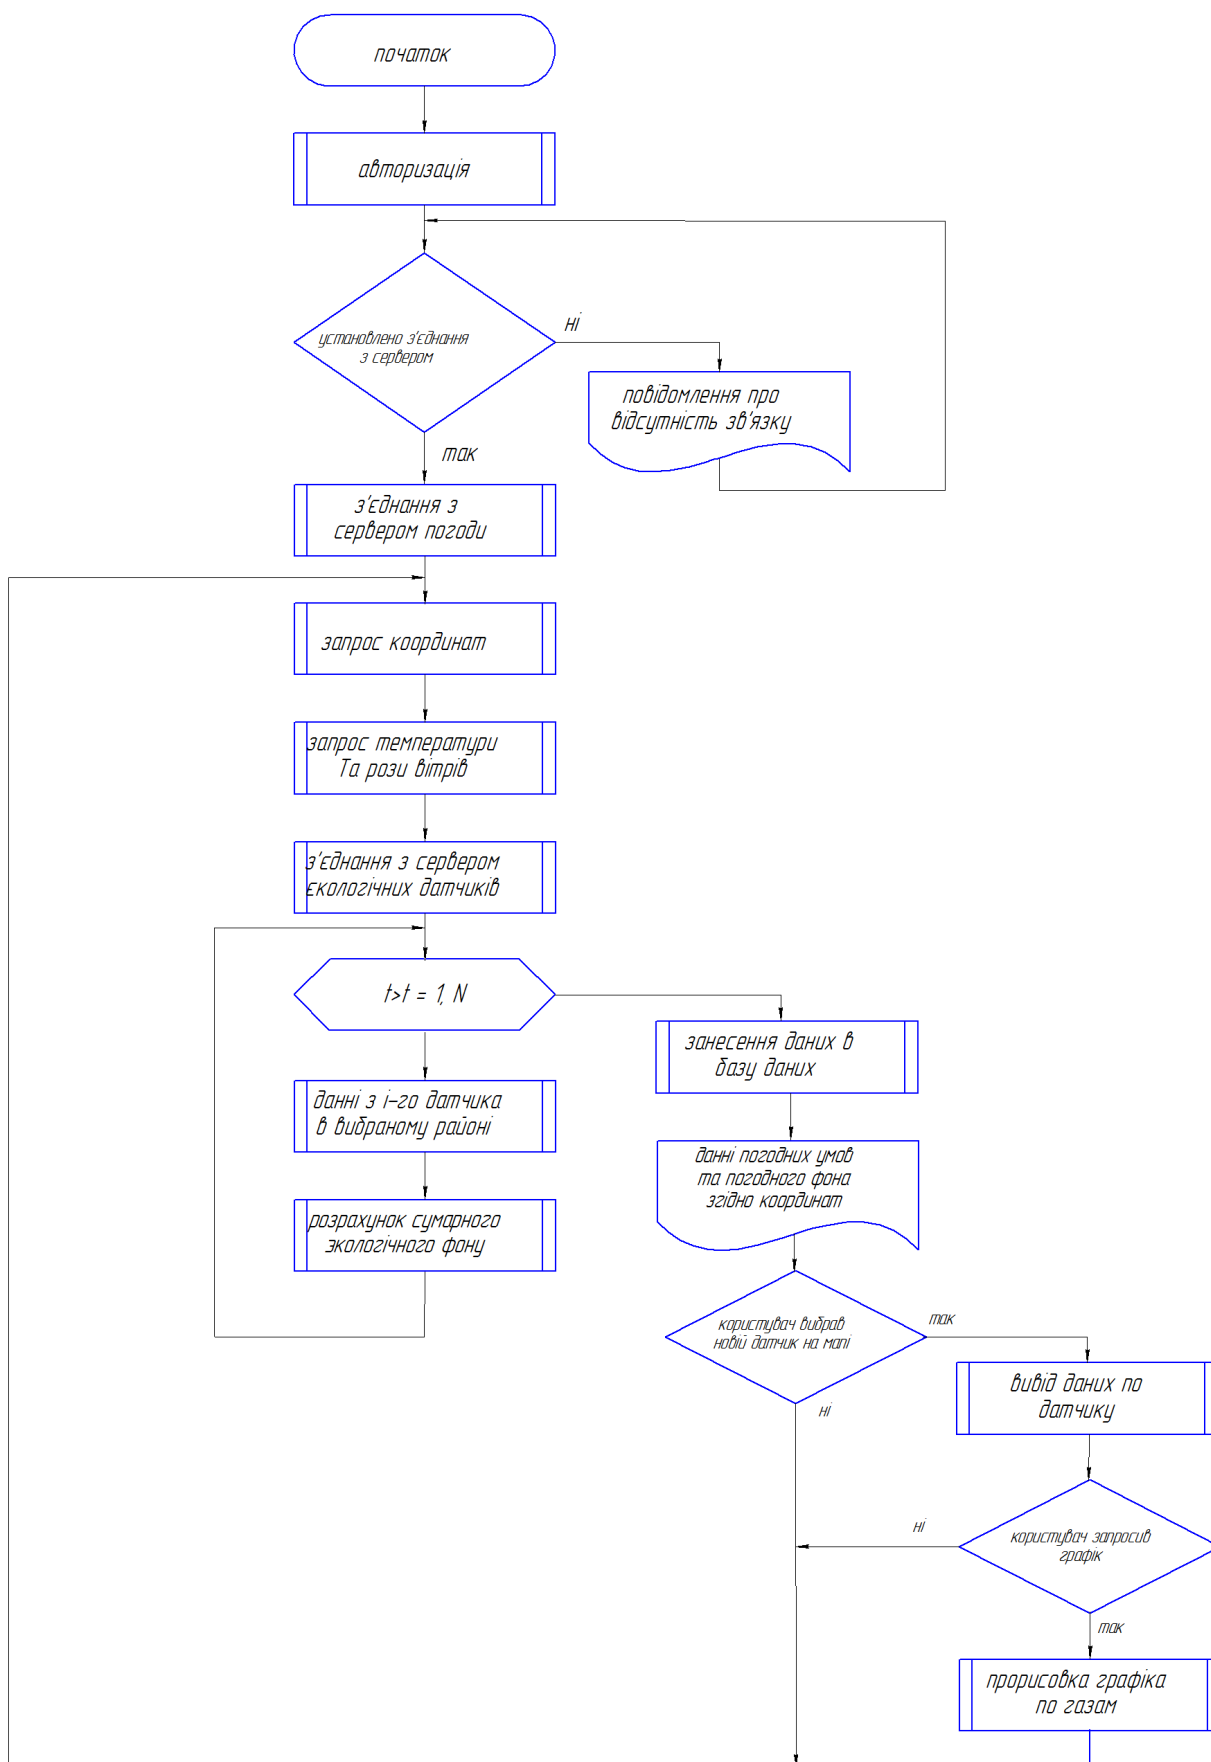 початок
авторизація
установлено з'єднання
з сервером
ні
повідомлення про
відсутність зв'язку
так
з'єднання з
сервером погоди
запрос координат
запрос температури
Та рози вітрів
з'єднання з сервером
єкологічних датчиків
t>t = 1, N
занесення даних в
базу даних
данні з і-го датчика
в вибраному районі
данні погодних умов
та погодного фона
згідно координат
розрахунок сумарного
экологічного фону
користувач вибрав
новій датчик на мапі
так
ні
вивід даних по
датчику
ні
користувач запросив
графік
так
прорисовка графіка
по газам